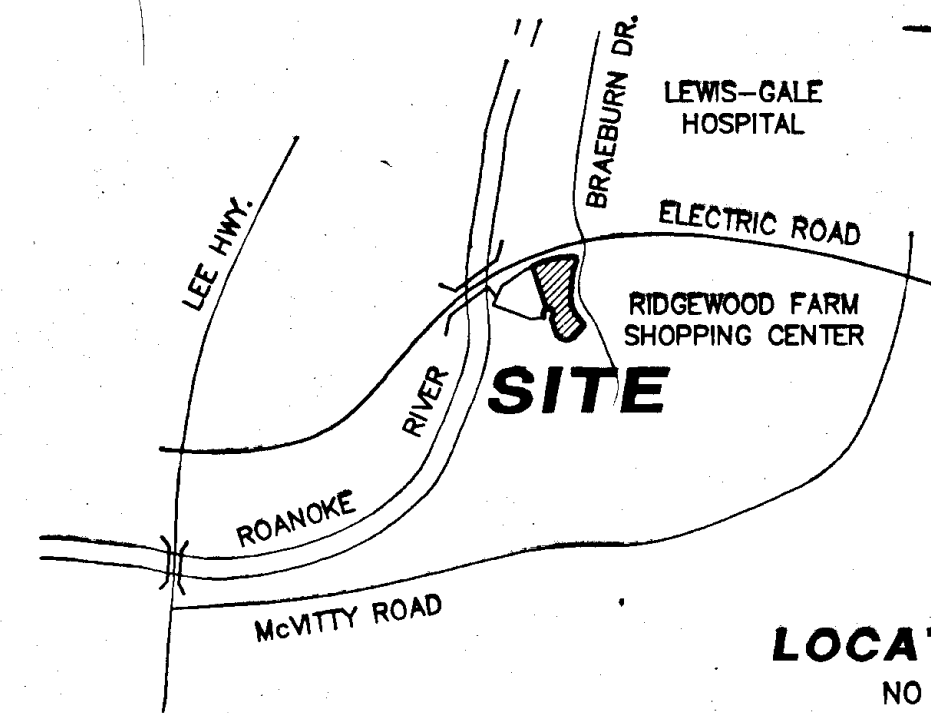 BRAEBURN DR.
LEWIS-GALE
HOSPITAL
LEE HWY.
ELECTRIC ROAD
RIDGEWOOD FARM
SHOPPING CENTER
SITE
RIVER
ROANOKE
McVITTY ROAD
NO